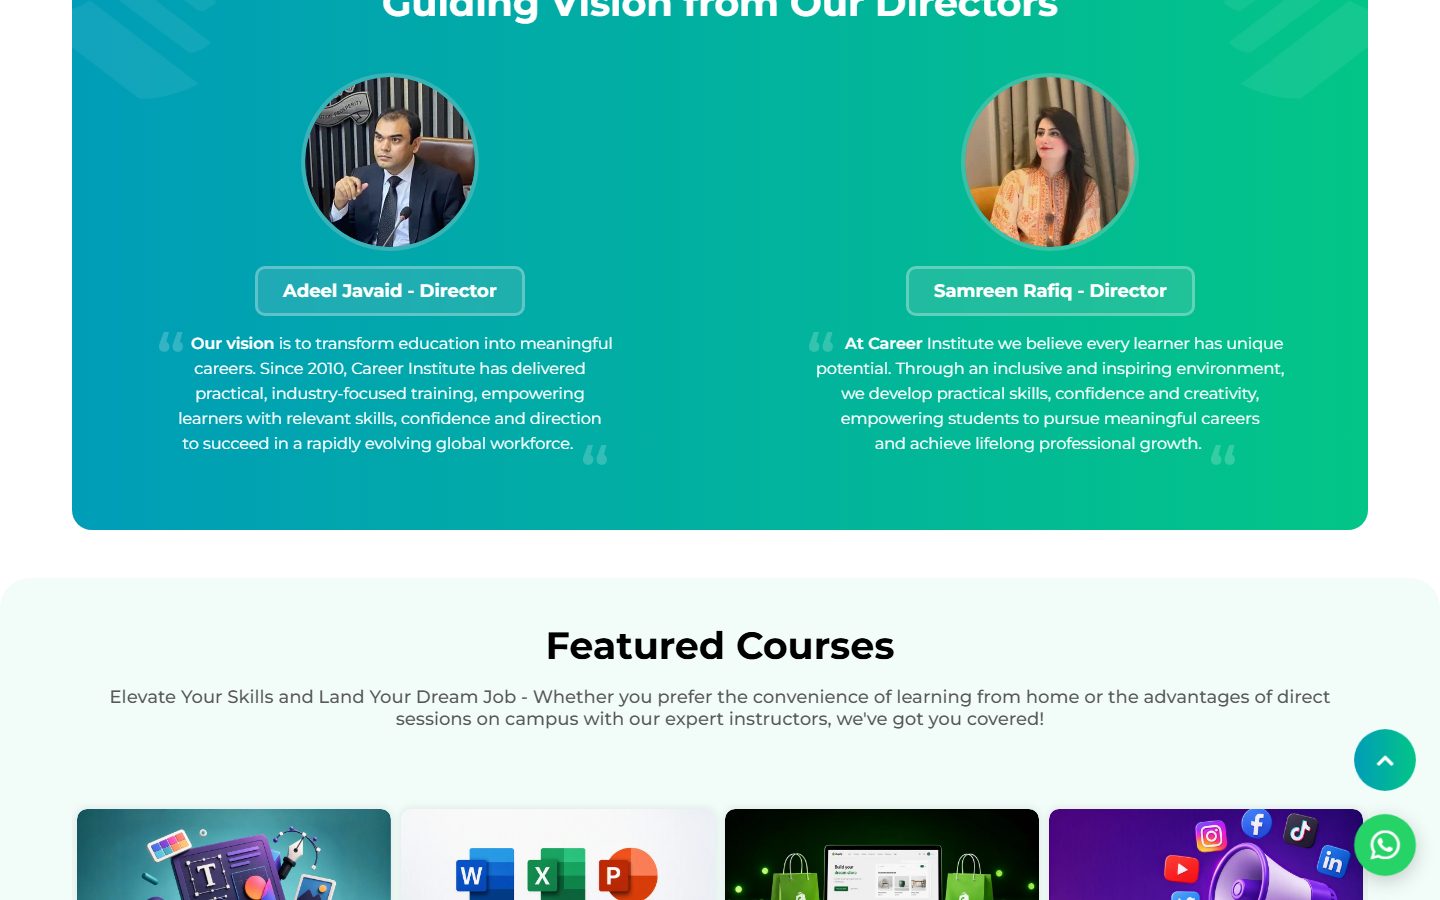 Guiding Vision from Our Directors
Adeel Javaid - Director
“ Our vision is to transform education into meaningful
careers. Since 2010, Career Institute has delivered
practical, industry-focused training, empowering
learners with relevant skills, confidence and direction
to succeed in a rapidly evolving global workforce. “
Samreen Rafiq - Director
“ At Career Institute we believe every learner has unique
potential. Through an inclusive and inspiring environment,
we develop practical skills, confidence and creativity,
empowering students to pursue meaningful careers
and achieve lifelong professional growth. “
Featured Courses
Elevate Your Skills and Land Your Dream Job - Whether you prefer the convenience of learning from home or the advantages of direct
sessions on campus with our expert instructors, we've got you covered!
T
W X P
Build your
dream store
in